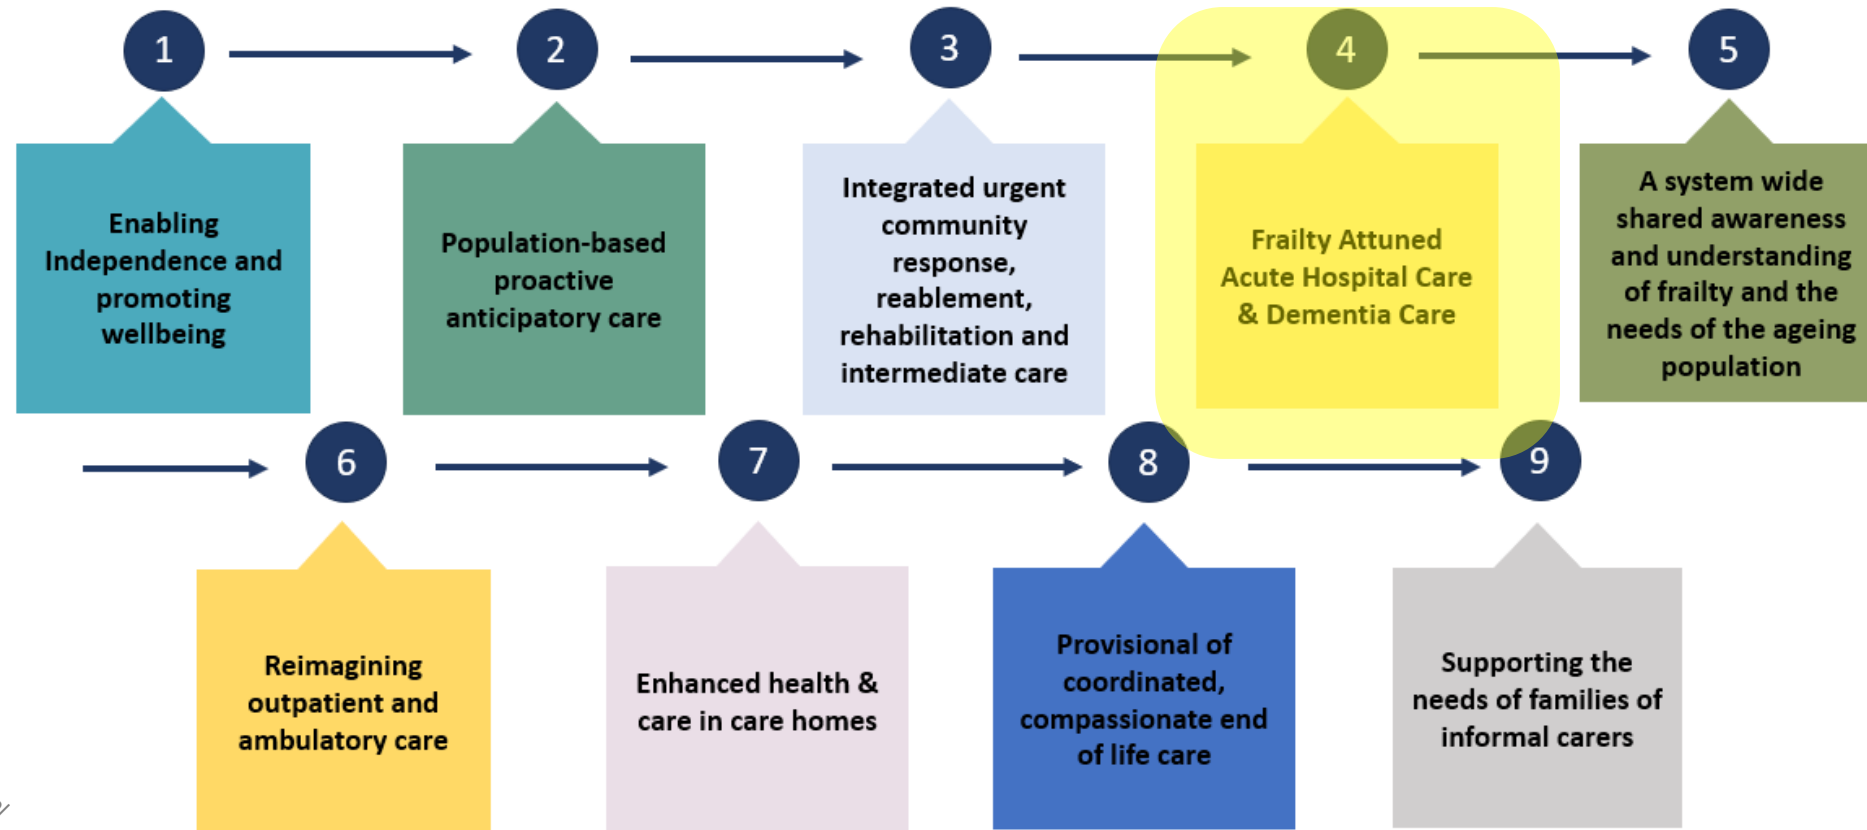 1
2
3
4
5
Enabling
Independence and
promoting
wellbeing
Population-based
proactive
anticipatory care
Integrated urgent
community
response,
reablement,
rehabilitation and
intermediate care
Frailty Attuned
Acute Hospital Care
& Dementia Care
A system wide
shared awareness
and understanding
of frailty and the
needs of the ageing
population
6
7
8
9
Reimagining
outpatient and
ambulatory care
Enhanced health &
care in care homes
Provisional of
coordinated,
compassionate end
of life care
Supporting the
needs of families of
informal carers